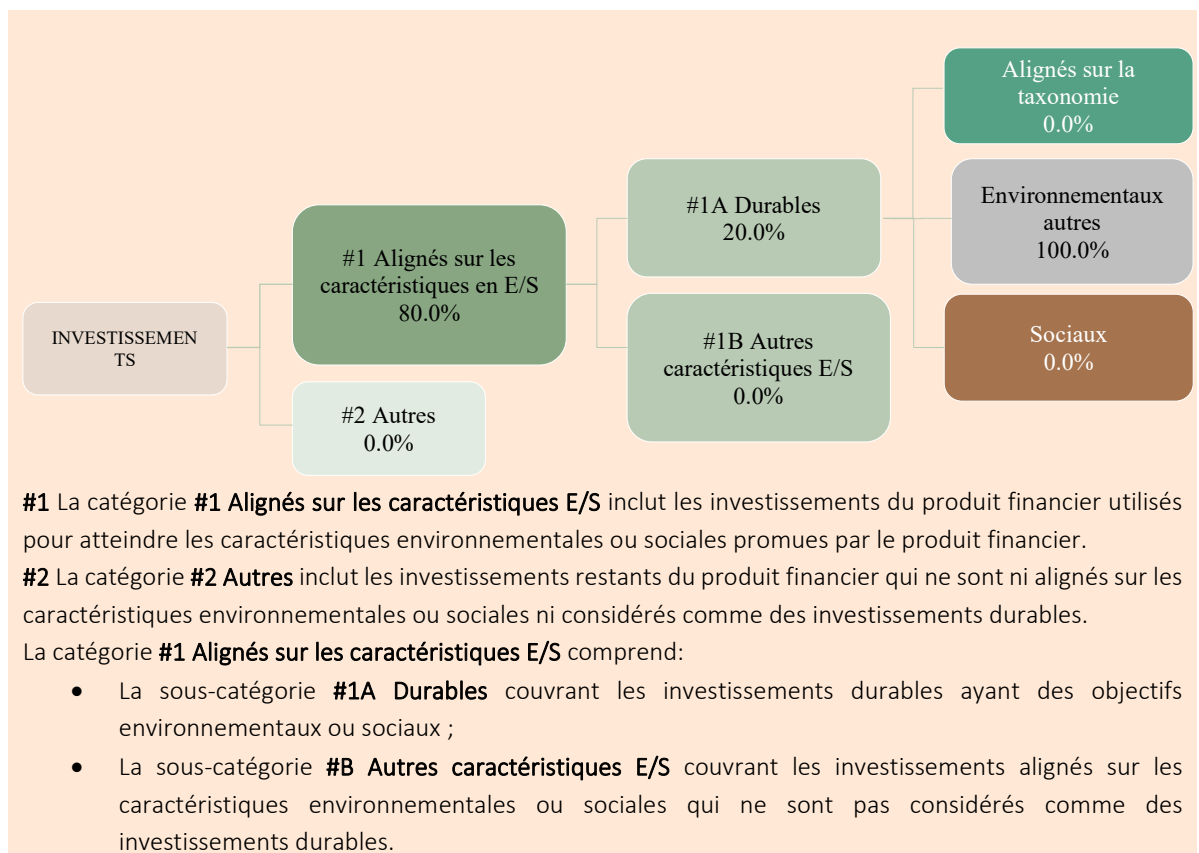 INVESTISSEMEN
TS
#1 Alignés sur les
caractéristiques en E/S
80.0%
#2 Autres
0.0%
#1A Durables
20.0%
#1B Autres
caractéristiques E/S
0.0%
Alignés sur la
taxonomie
0.0%
Environnementaux
autres
100.0%
Sociaux
0.0%
#1 La catégorie #1 Alignés sur les caractéristiques E/S inclut les investissements du produit financier utilisés
pour atteindre les caractéristiques environnementales ou sociales promues par le produit financier.
#2 La catégorie #2 Autres inclut les investissements restants du produit financier qui ne sont ni alignés sur les
caractéristiques environnementales ou sociales ni considérés comme des investissements durables.
La catégorie #1 Alignés sur les caractéristiques E/S comprend:
• La sous-catégorie #1A Durables couvrant les investissements durables ayant des objectifs
environnementaux ou sociaux ;
• La sous-catégorie #B Autres caractéristiques E/S couvrant les investissements alignés sur les
caractéristiques environnementales ou sociales qui ne sont pas considérés comme des
investissements durables.